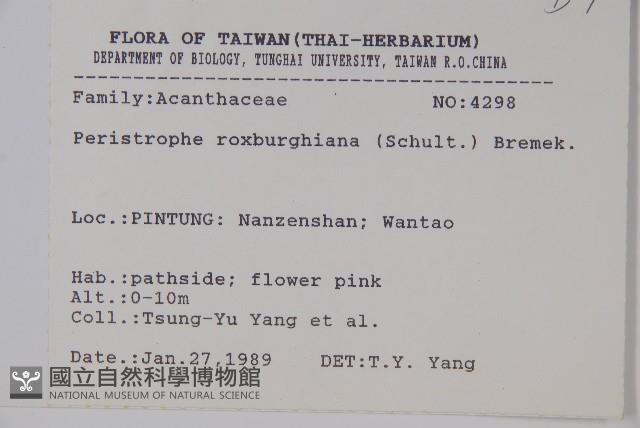 FLORA OF TAIWAN(THAI-HERBARIUM)
DEPARTMENT OF BIOLOGY, TUNGHAI UNIVERSITY, TAIWAN R.O.CHINA
Family:Acanthaceae NO:4298
Peristrophe roxburghiana (Schult.) Bremek.
Loc.:PINTUNG: Nanzenshan; Wantao
Hab.:pathside; flower pink
Alt.:0-10m
Coll.:Tsung-Yu Yang et al.
Date.:Jan.27,1989 DET:T.Y. Yang
國立自然科學博物館
NATIONAL MUSEUM OF NATURAL SCIENCE